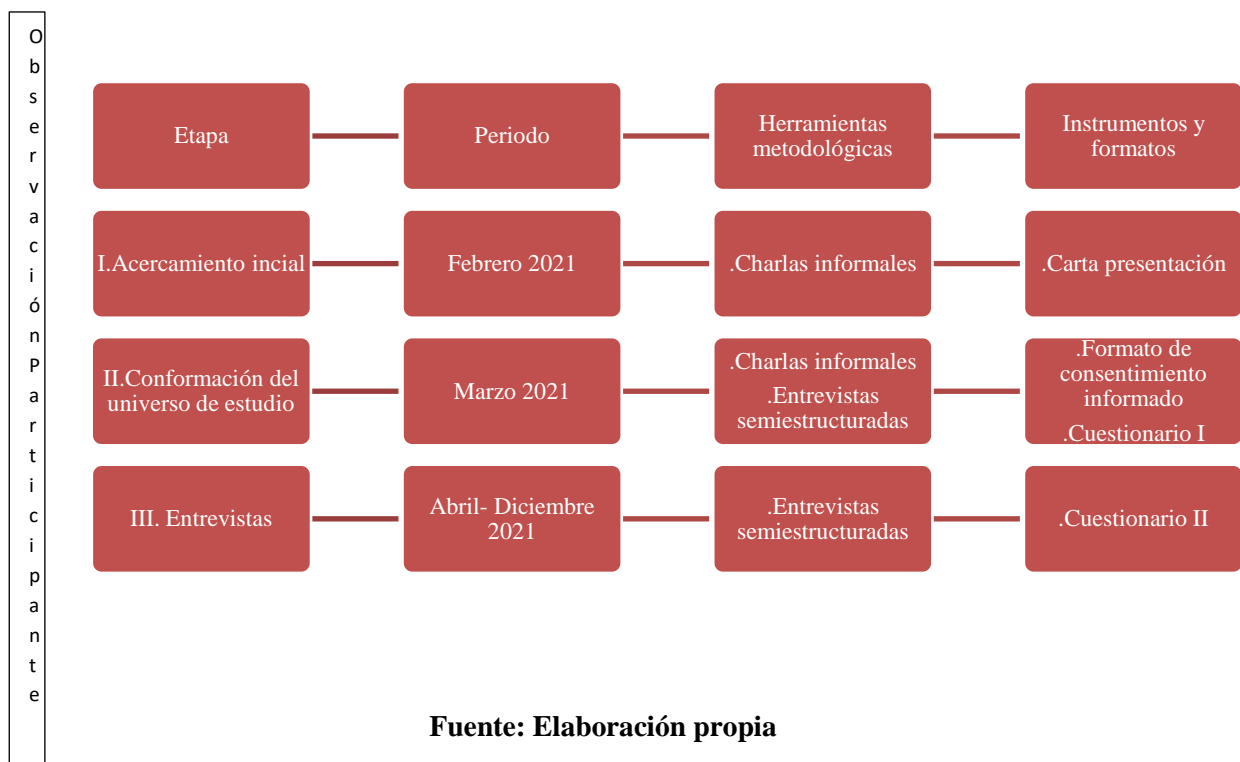 Observación Participante
Etapa
Periodo
Herramientas
metodológicas
Instrumentos y
formatos
I.Acercamiento incial
Febrero 2021
.Charlas informales
.Carta presentación
II.Conformación del
universo de estudio
Marzo 2021
.Charlas informales
.Entrevistas
semiestructuradas
.Formato de
consentimiento
informado
.Cuestionario I
III. Entrevistas
Abril- Diciembre
2021
.Entrevistas
semiestructuradas
.Cuestionario II
Fuente: Elaboración propia